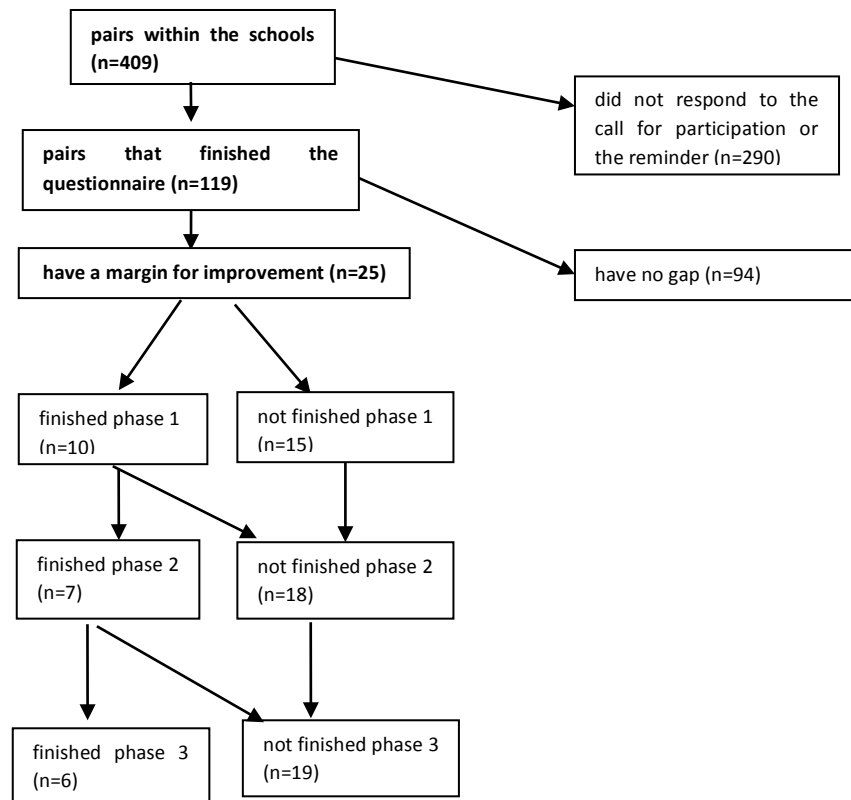 pairs within the schools
(n=409)
did not respond to the
call for participation or
the reminder (n=290)
pairs that finished the
questionnaire (n=119)
have a margin for improvement (n=25)
have no gap (n=94)
finished phase 1
(n=10)
not finished phase 1
(n=15)
finished phase 2
(n=7)
not finished phase 2
(n=18)
finished phase 3
(n=6)
not finished phase 3
(n=19)